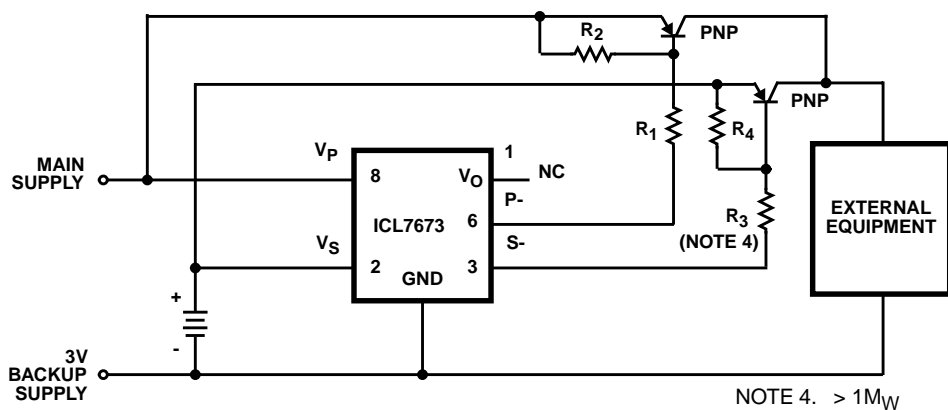 R2
PNP
PNP
R1
R4
MAIN
SUPPLY
VP
8
1
VO
NC
P-
6
ICL7673
R3
(NOTE 4)
EXTERNAL
EQUIPMENT
VS
S-
2
3
GND
+
-
3V
BACKUP
SUPPLY
NOTE 4. > 1MW